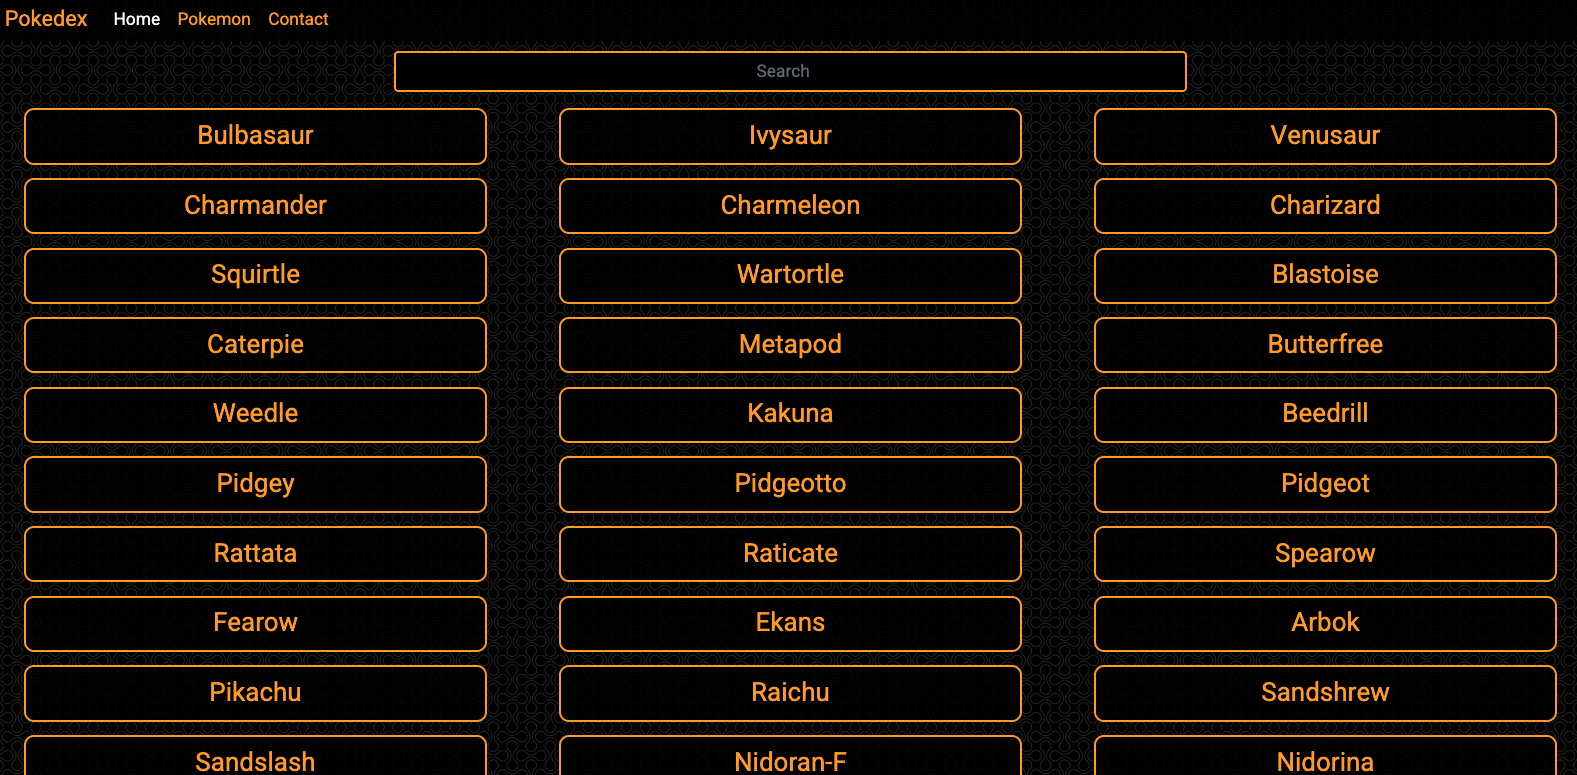 Pokedex Home Pokemon Contact
Search
Bulbasaur Ivysaur Venusaur
Charmander Charmeleon Charizard
Squirtle Wartortle Blastoise
Caterpie Metapod Butterfree
Weedle Kakuna Beedrill
Pidgey Pidgeotto Pidgeot
Rattata Raticate Spearow
Fearow Ekans Arbok
Pikachu Raichu Sandshrew
Sandslash Nidoran-F Nidorina